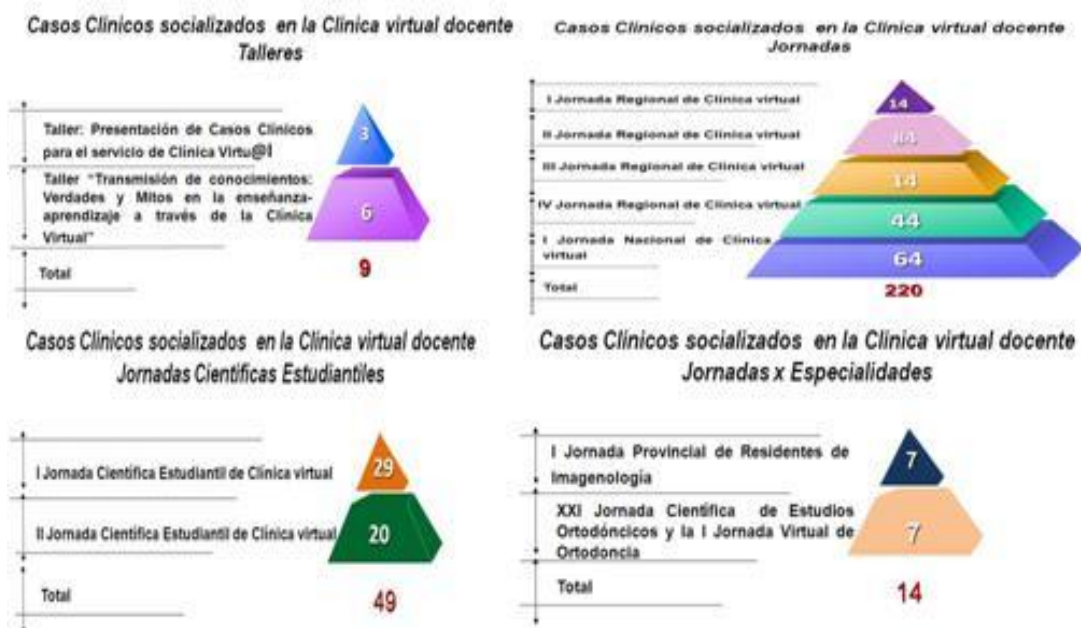 Casos Clínicos socializados en la Clínica virtual docente
Talleres
Taller: Presentación de Casos Clínicos
para el servicio de Clínica Virtu@l
3
Taller "Transmisión de conocimientos:
Verdades y Mitos en la enseñanza-
aprendizaje a través de la Clínica
Virtual"
6
Total
9
Casos Clínicos socializados en la Clínica virtual docente
Jornadas
I Jornada Regional de Clínica virtual
14
II Jornada Regional de Clínica virtual
84
III Jornada Regional de Clínica virtual
14
IV Jornada Regional de Clínica virtual
44
I Jornada Nacional de Clínica
virtual
64
Total
220
Casos Clínicos socializados en la Clínica virtual docente
Jornadas Científicas Estudiantiles
I Jornada Científica Estudiantil de Clínica virtual
29
II Jornada Científica Estudiantil de Clínica virtual
20
Total
49
Casos Clínicos socializados en la Clínica virtual docente
Jornadas x Especialidades
I Jornada Provincial de Residentes de
Imagenología
7
XXI Jornada Científica de Estudios
Ortodóncicos y la I Jornada Virtual de
Ortodoncia
7
Total
14